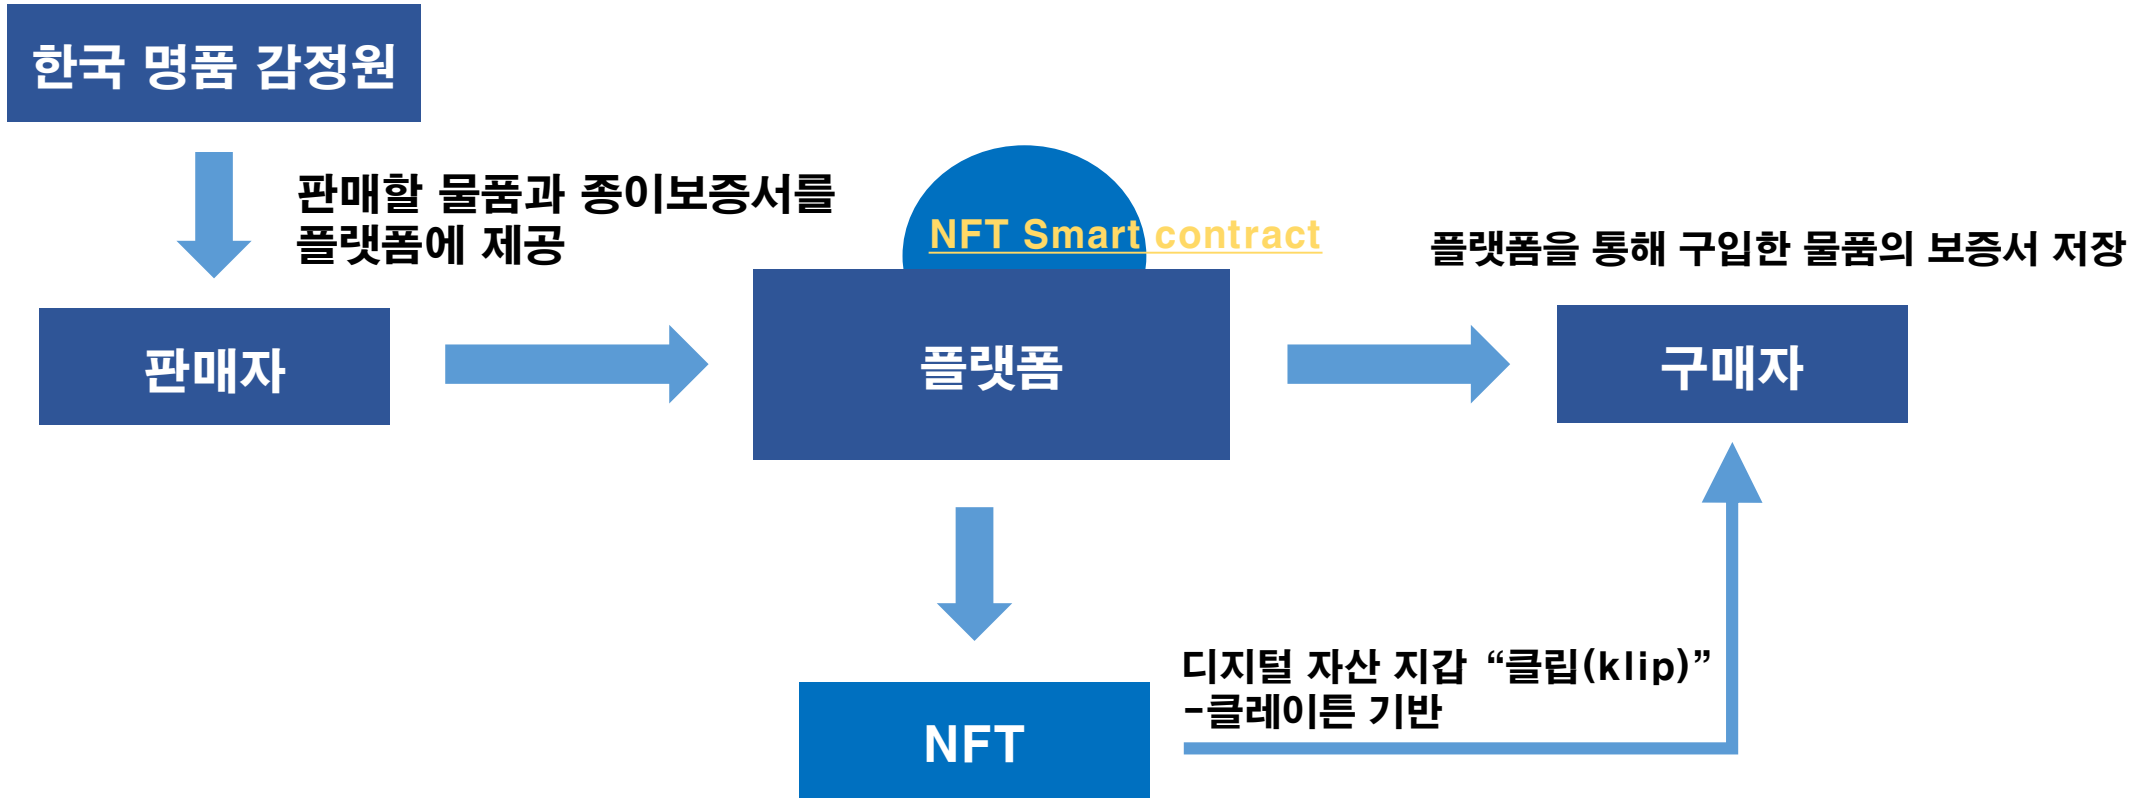 한국 명품 감정원
판매할 물품과 종이보증서를
플랫폼에 제공
NFT Smart contract
플랫폼을 통해 구입한 물품의 보증서 저장
판매자
플랫폼
구매자
디지털 자산 지갑 “클립(klip)”
-클레이튼 기반
NFT